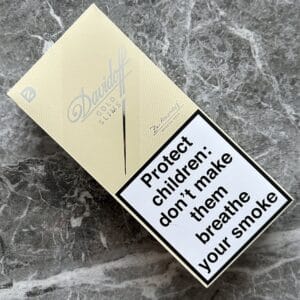 Davidoff
GOLD
SLIMS
Protect
children:
don't make
them
breathe
your smoke